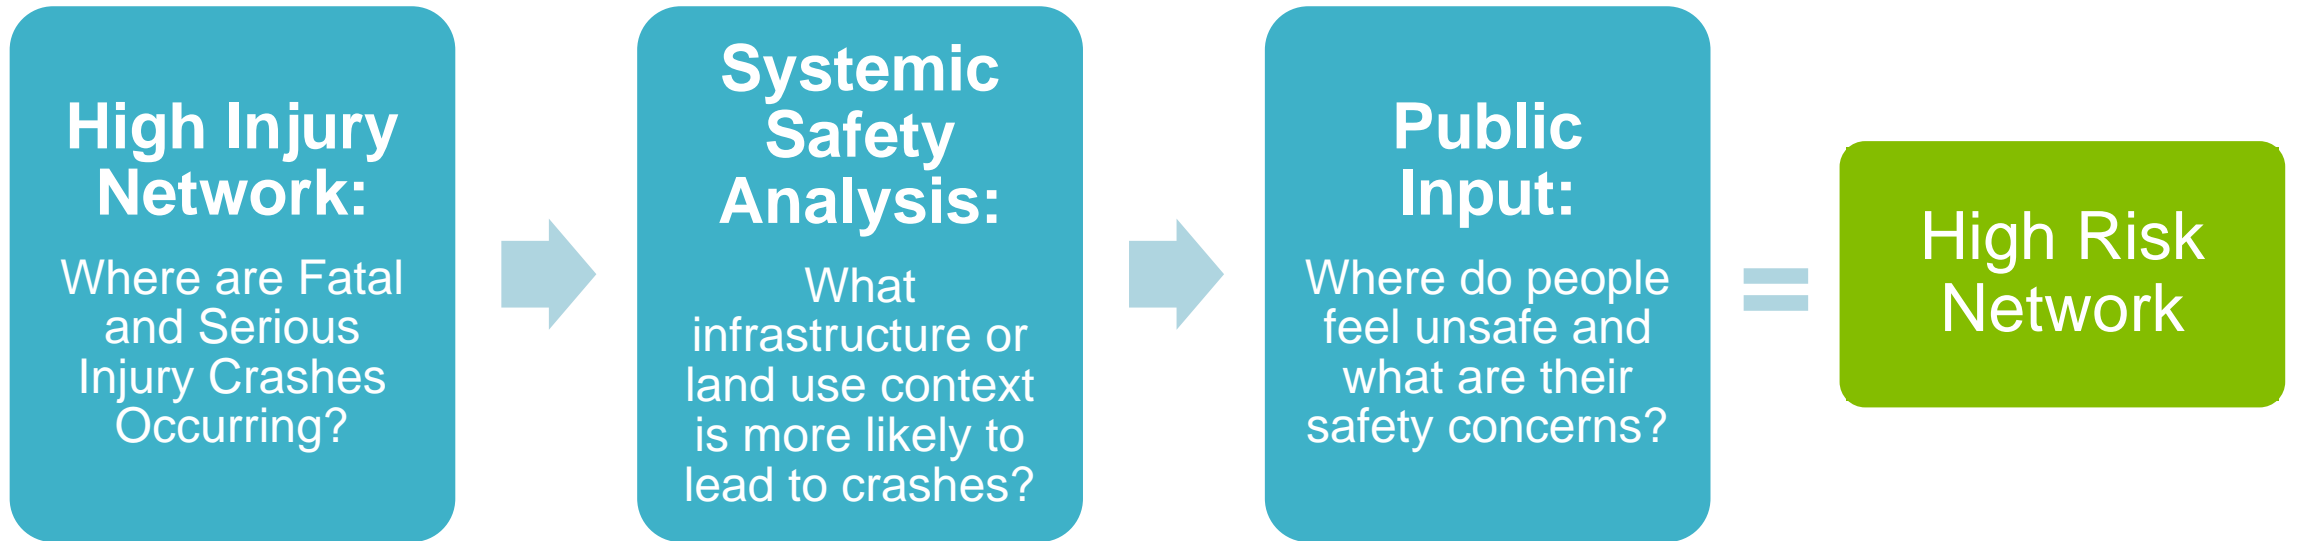 High Injury
Network:
Where are Fatal
and Serious
Injury Crashes
Occurring?
Systemic
Safety
Analysis:
What
infrastructure or
land use context
is more likely to
lead to crashes?
Public
Input:
Where do people
feel unsafe and
what are their
safety concerns?
High Risk
Network